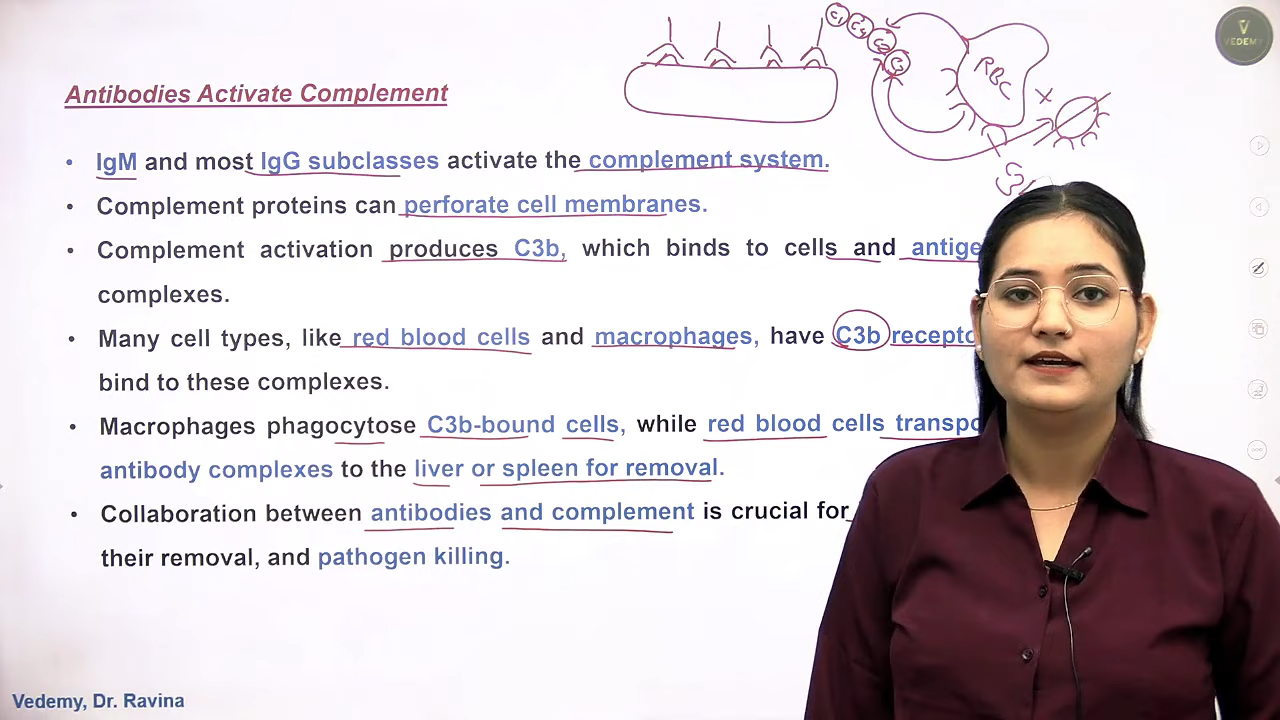 VEDEMY
C1
RBC
Antibodies Activate Complement
• IgM and most IgG subclasses activate the complement system.
• Complement proteins can perforate cell membranes.
• Complement activation produces C3b, which binds to cells and
complexes.
• Many cell types, like red blood cells and macrophages, have C3b
bind to these complexes.
• Macrophages phagocytose C3b-bound cells, while red blood cells
antibody complexes to the liver or spleen for removal.
• Collaboration between antibodies and complement is crucial for
their removal, and pathogen killing.
Vedemy, Dr. Ravina